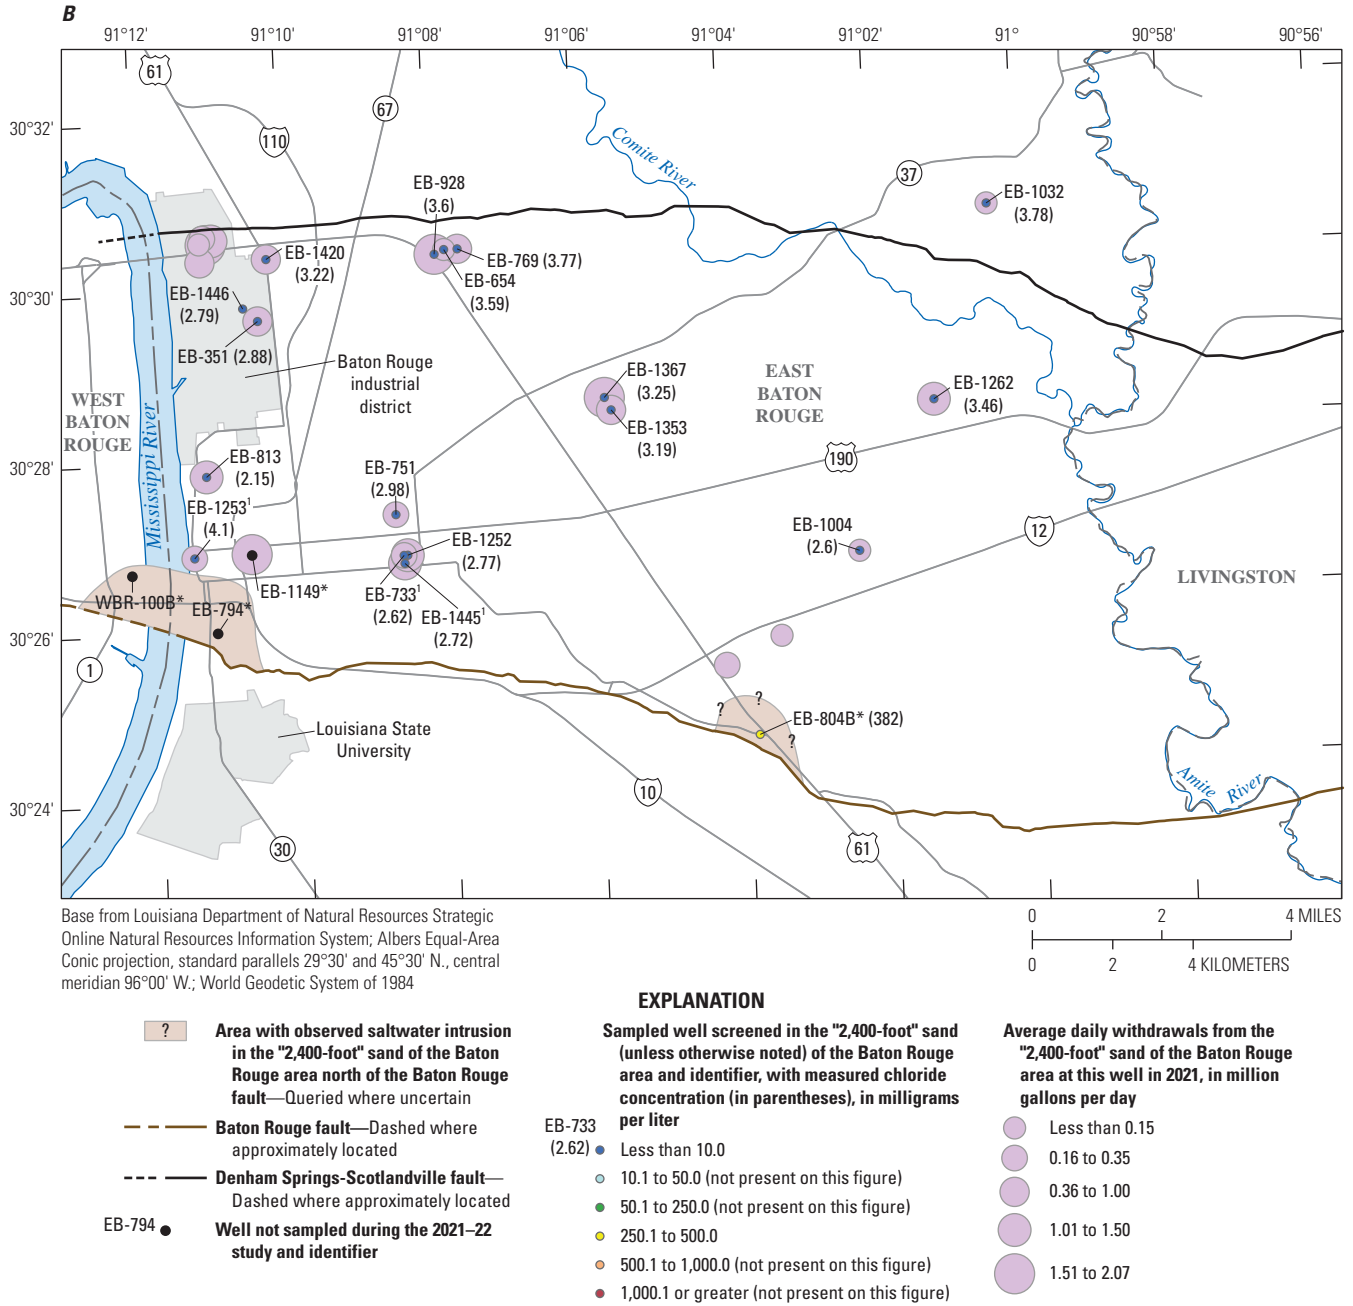 B
91°12'
91°10'
91°08'
91°06'
91°04'
91°02'
91°
90°58'
90°56'
61
67
110
30°32'
Comite River
37
EB-928
(3.6)
EB-1032
(3.78)
EB-1420
(3.22)
EB-769 (3.77)
EB-654
(3.59)
30°30'
EB-1446
(2.79)
EB-351 (2.88)
Baton Rouge
industrial
district
EB-1367
(3.25)
EAST
BATON
ROUGE
EB-1262
(3.46)
WEST
BATON
ROUGE
Mississippi River
EB-1353
(3.19)
30°28'
EB-813
(2.15)
EB-751
(2.98)
190
EB-1253¹
(4.1)
EB-1004
(2.6)
12
EB-1252
(2.77)
EB-1149*
EB-733¹
(2.62)
EB-1445¹
(2.72)
LIVINGSTON
WBR-100B*
EB-794*
30°26'
1
?
?
?
EB-804B* (382)
Louisiana State
University
Amite River
10
30°24'
30
61
Base from Louisiana Department of Natural Resources Strategic
Online Natural Resources Information System; Albers Equal-Area
Conic projection, standard parallels 29°30' and 45°30' N., central
meridian 96°00' W.; World Geodetic System of 1984
0 2 4 MILES
0 2 4 KILOMETERS
EXPLANATION
?
Area with observed saltwater intrusion
in the "2,400-foot" sand of the Baton
Rouge area north of the Baton Rouge
fault—Queried where uncertain
Baton Rouge fault—Dashed where
approximately located
Denham Springs-Scotlandville fault—
Dashed where approximately located
EB-794
Well not sampled during the 2021–22
study and identifier
Sampled well screened in the "2,400-foot" sand
(unless otherwise noted) of the Baton Rouge
area and identifier, with measured chloride
concentration (in parentheses), in milligrams
per liter
EB-733
(2.62)
Less than 10.0
10.1 to 50.0 (not present on this figure)
50.1 to 250.0 (not present on this figure)
250.1 to 500.0
500.1 to 1,000.0 (not present on this figure)
1,000.1 or greater (not present on this figure)
Average daily withdrawals from the
"2,400-foot" sand of the Baton Rouge
area at this well in 2021, in million
gallons per day
Less than 0.15
0.16 to 0.35
0.36 to 1.00
1.01 to 1.50
1.51 to 2.07